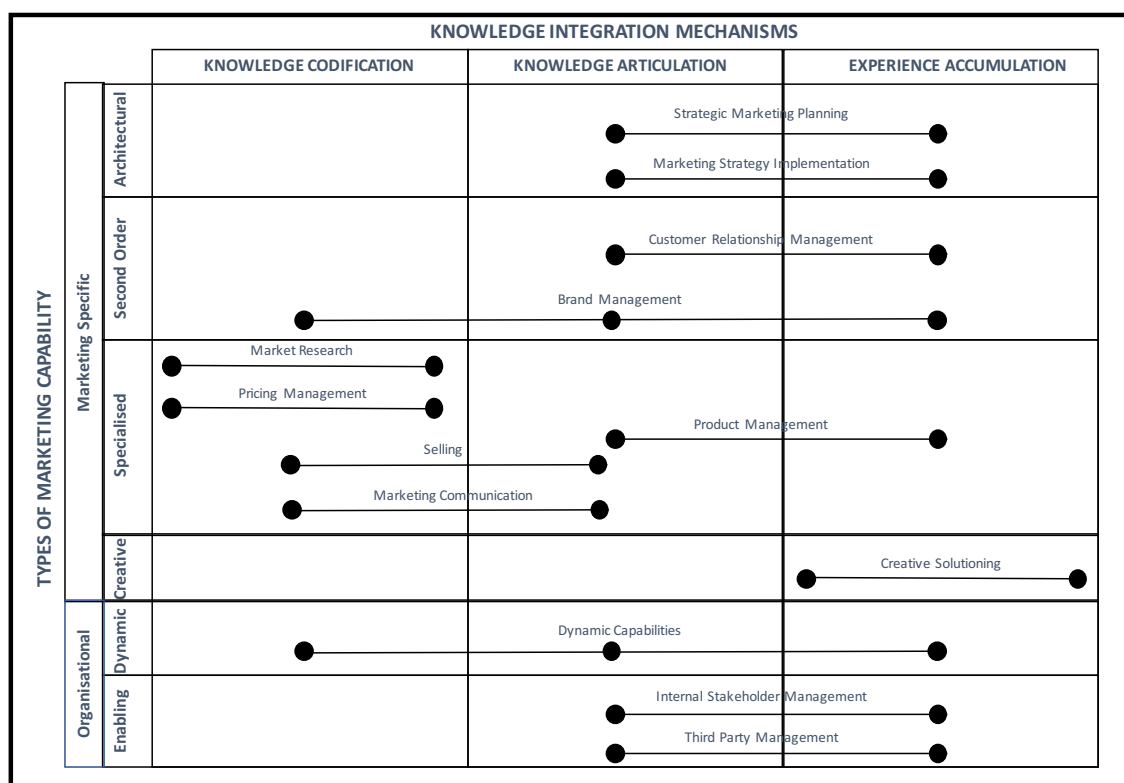 KNOWLEDGE INTEGRATION MECHANISMS
KNOWLEDGE CODIFICATION
KNOWLEDGE ARTICULATION
EXPERIENCE ACCUMULATION
TYPES OF MARKETING CAPABILITY
Marketing Specific
Architectural
Strategic Marketing Planning
Marketing Strategy Implementation
Second Order
Customer Relationship Management
Brand Management
Specialised
Market Research
Pricing Management
Product Management
Selling
Marketing Communication
Creative
Creative Solutioning
Organisational
Dynamic
Dynamic Capabilities
Enabling
Internal Stakeholder Management
Third Party Management